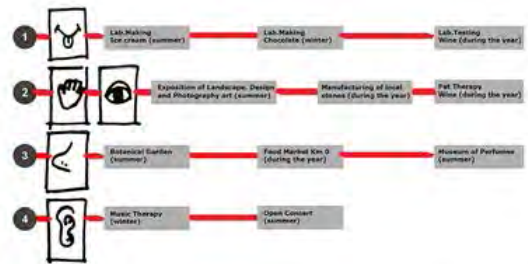 1
Lab.Making
Ice cream (summer)
Lab.Making
Chocolate (winter)
Lab.Testing
Wine (during the year)
2
Exposition of Landscape, Design
and Photography art (summer)
Manufacturing of local
stones (during the year)
Pet Therapy
Wine (during the year)
3
Botanical Garden
(summer)
Food Market Km 0
(during the year)
Museum of Perfumine
(summer)
4
Music Therapy
(winter)
Open Concert
(summer)